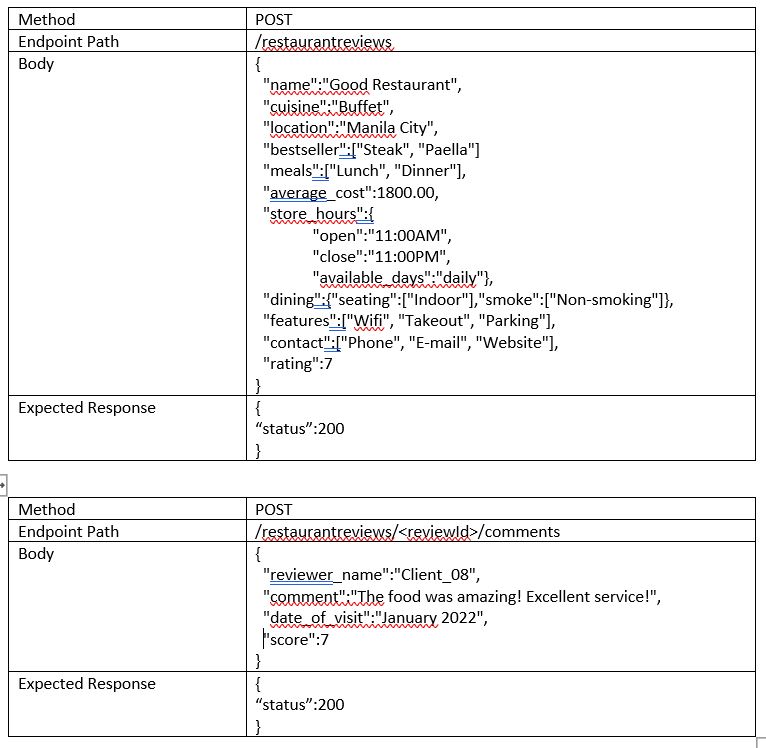 Method POST
Endpoint Path /restaurantreviews
Body {
"name":"Good Restaurant",
"cuisine":"Buffet",
"location":"Manila City",
"bestseller":["Steak", "Paella"]
"meals":["Lunch", "Dinner"],
"average_cost":1800.00,
"store_hours":{
"open":"11:00AM",
"close":"11:00PM",
"available_days":"daily"},
"dining":{"seating":["Indoor"],"smoke":["Non-smoking"]},
"features":["Wifi", "Takeout", "Parking"],
"contact":["Phone", "E-mail", "Website"],
"rating":7
}
Expected Response {
“status”:200
}
Method POST
Endpoint Path /restaurantreviews/<reviewId>/comments
Body {
"reviewer_name":"Client_08",
"comment":"The food was amazing! Excellent service!",
"date_of_visit":"January 2022",
"score":7
}
Expected Response {
“status”:200
}